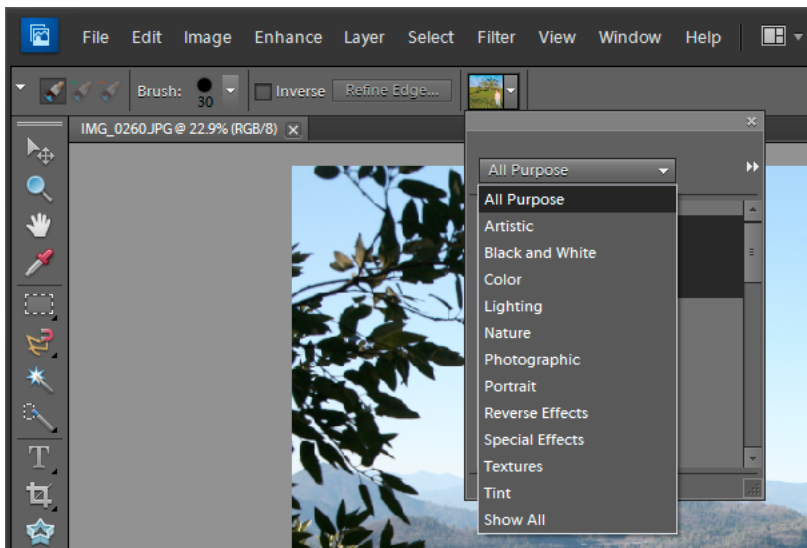 File Edit Image Enhance Layer Select Filter View Window Help
Brush: 30 Inverse Refine Edge...
IMG_0260.JPG @ 22.9% (RGB/8)
All Purpose
All Purpose
Artistic
Black and White
Color
Lighting
Nature
Photographic
Portrait
Reverse Effects
Special Effects
Textures
Tint
Show All
T